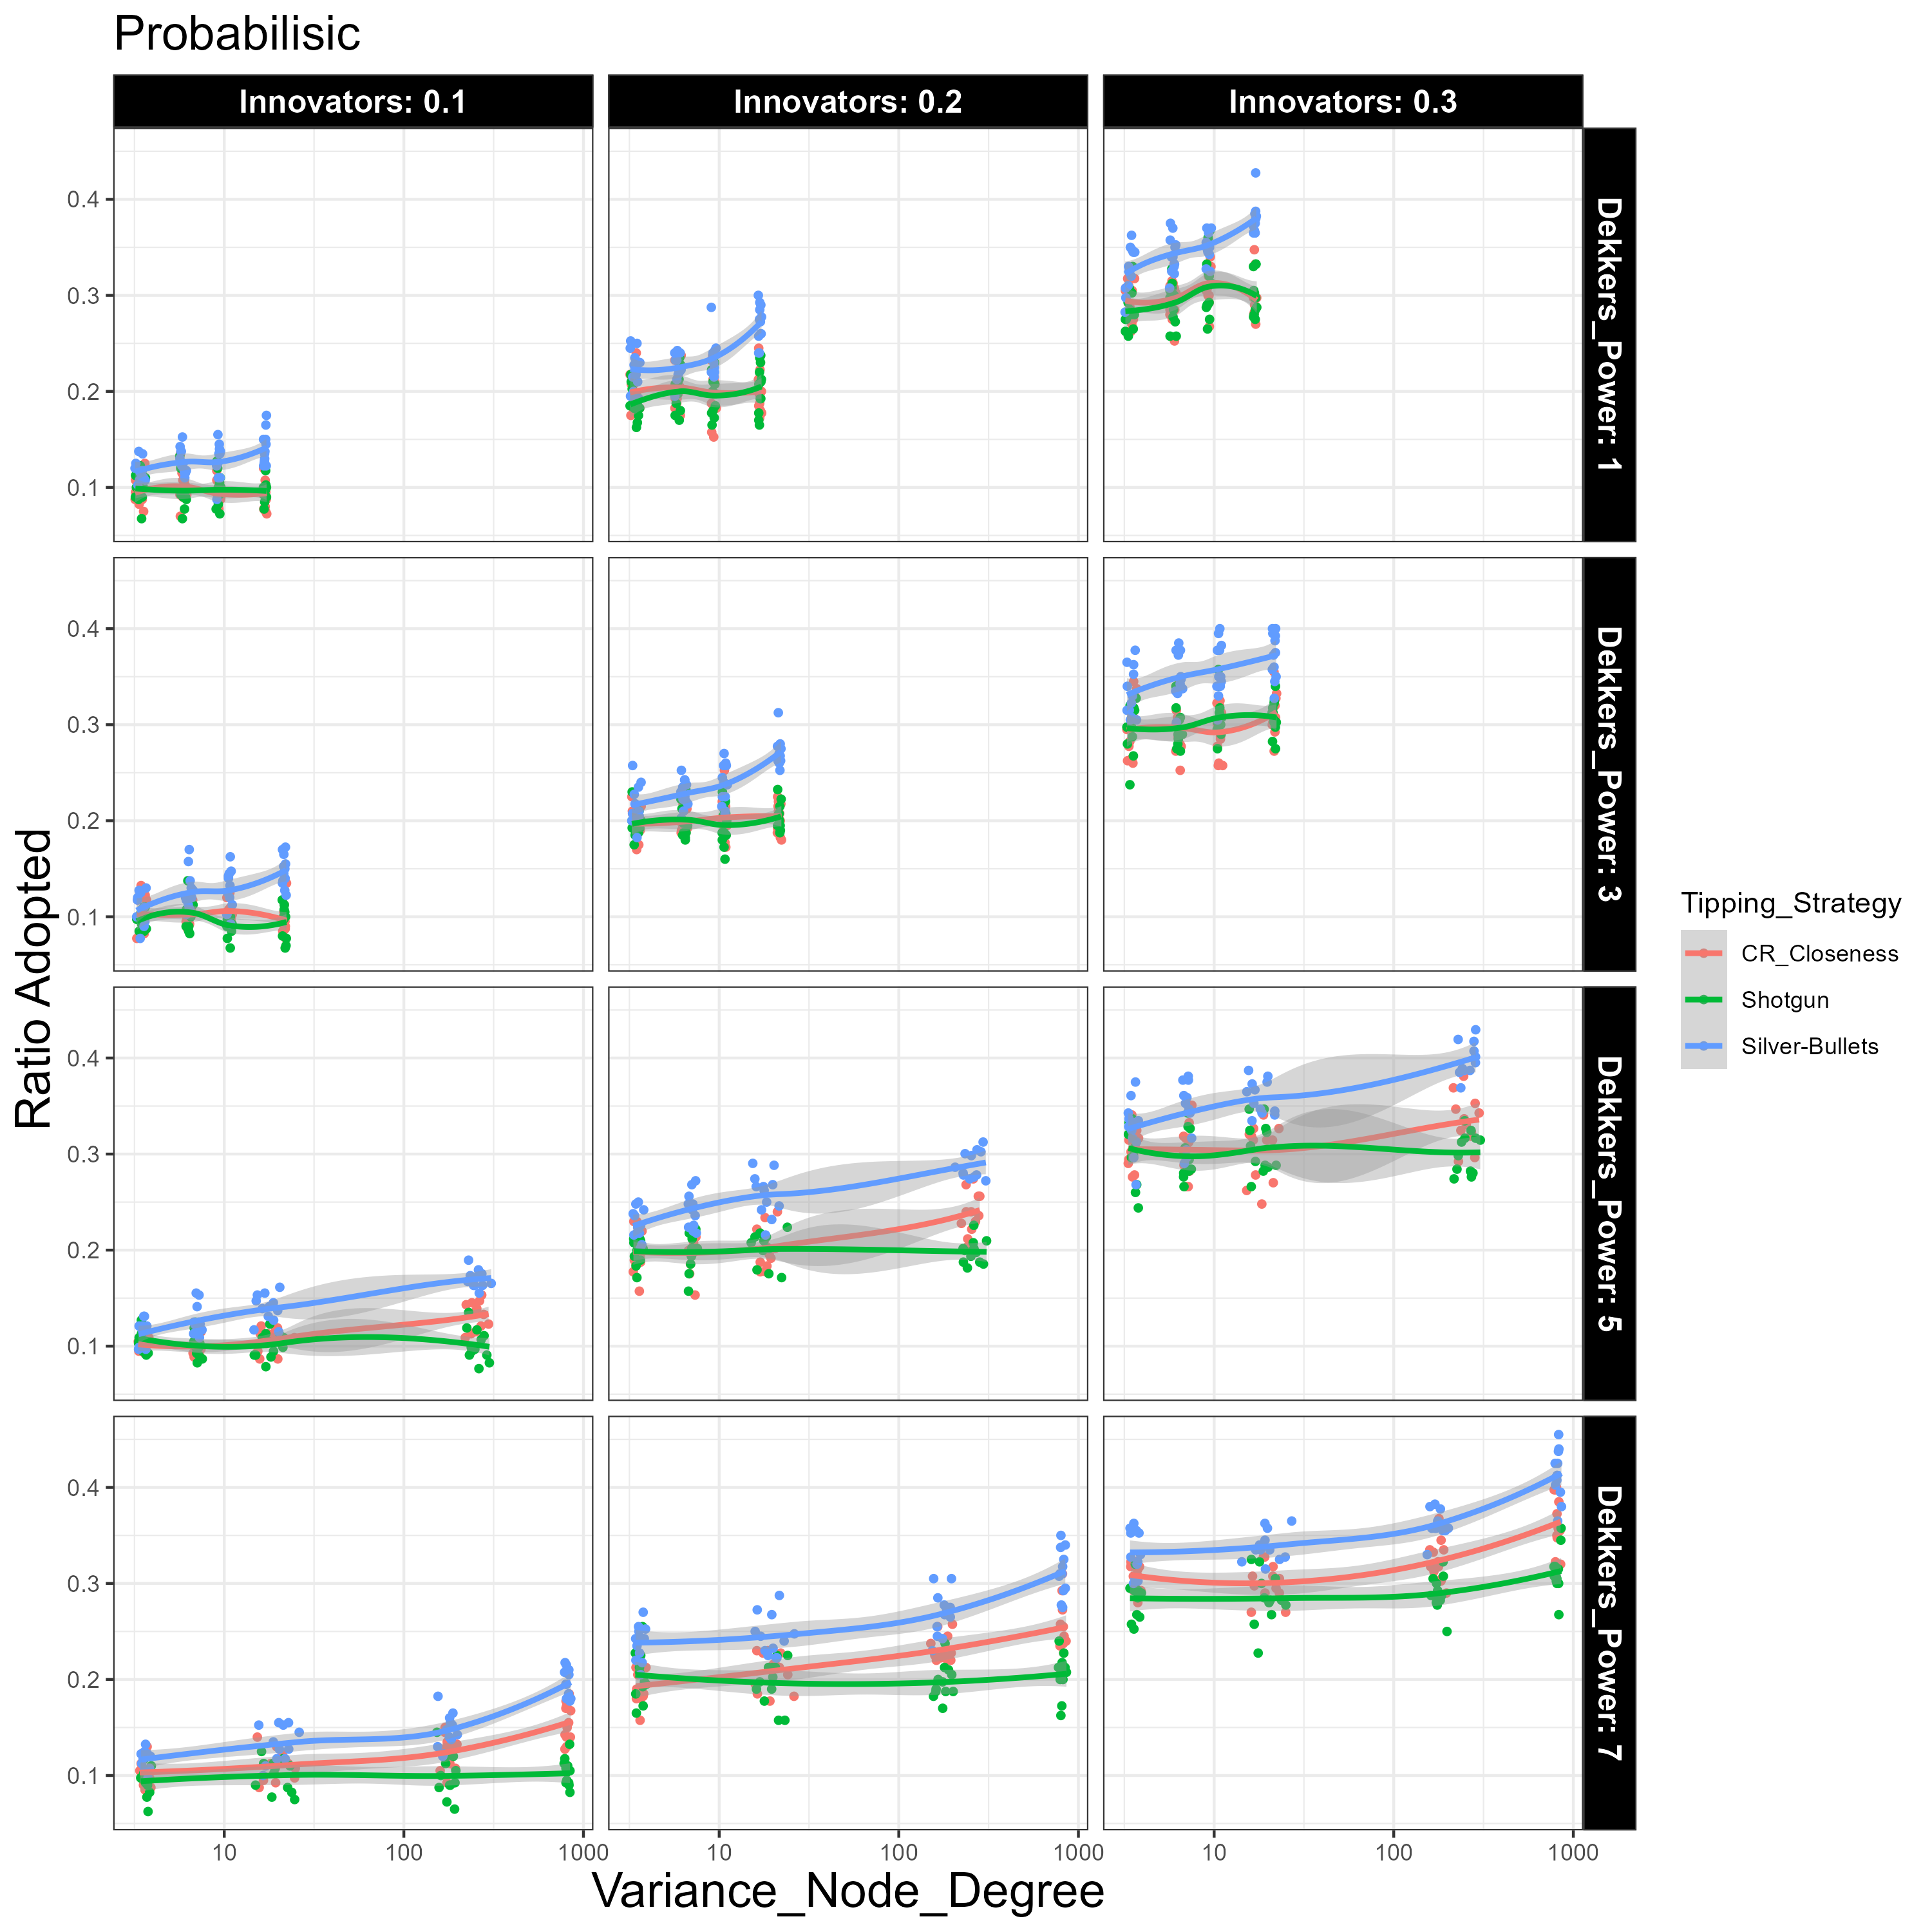 Probabilisic
Innovators: 0.1
Innovators: 0.2
Innovators: 0.3
0.4
0.3
0.2
0.1
Dekkers_Power: 1
0.4
0.3
0.2
0.1
Dekkers_Power: 3
0.4
0.3
0.2
0.1
Dekkers_Power: 5
0.4
0.3
0.2
0.1
Dekkers_Power: 7
Ratio Adopted
10 100 1000
10 100 1000
10 100 1000
Variance_Node_Degree
Tipping_Strategy
CR_Closeness
Shotgun
Silver-Bullets